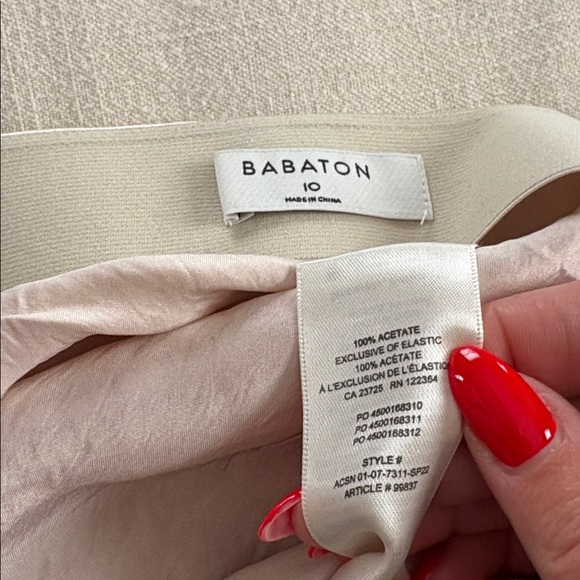 BABATON
10
MADE IN CHINA
100% ACETATE
EXCLUSIVE OF ELASTIC
100% ACÉTATE
À L'EXCLUSION DE L'ÉLASTIQ
CA 23725 RN 122364
PO 4500168310
PO 4500168311
PO 4500168312
STYLE #
ACSN 01-07-7311-SP22
ARTICLE # 99837